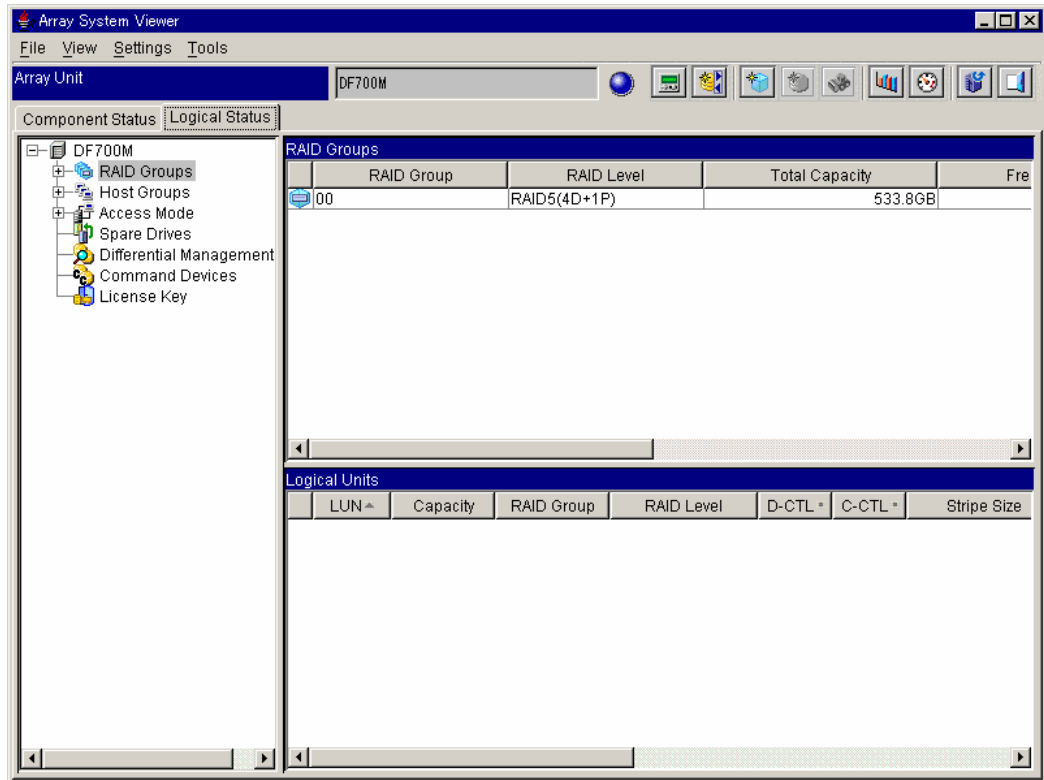 Array System Viewer
File View Settings Tools
Array Unit DF700M
Component Status Logical Status
DF700M
RAID Groups
Host Groups
Access Mode
Spare Drives
Differential Management
Command Devices
License Key
RAID Groups
RAID Group RAID Level Total Capacity Fre
00 RAID5(4D+1P) 533.8GB
Logical Units
LUN Capacity RAID Group RAID Level D-CTL * C-CTL * Stripe Size